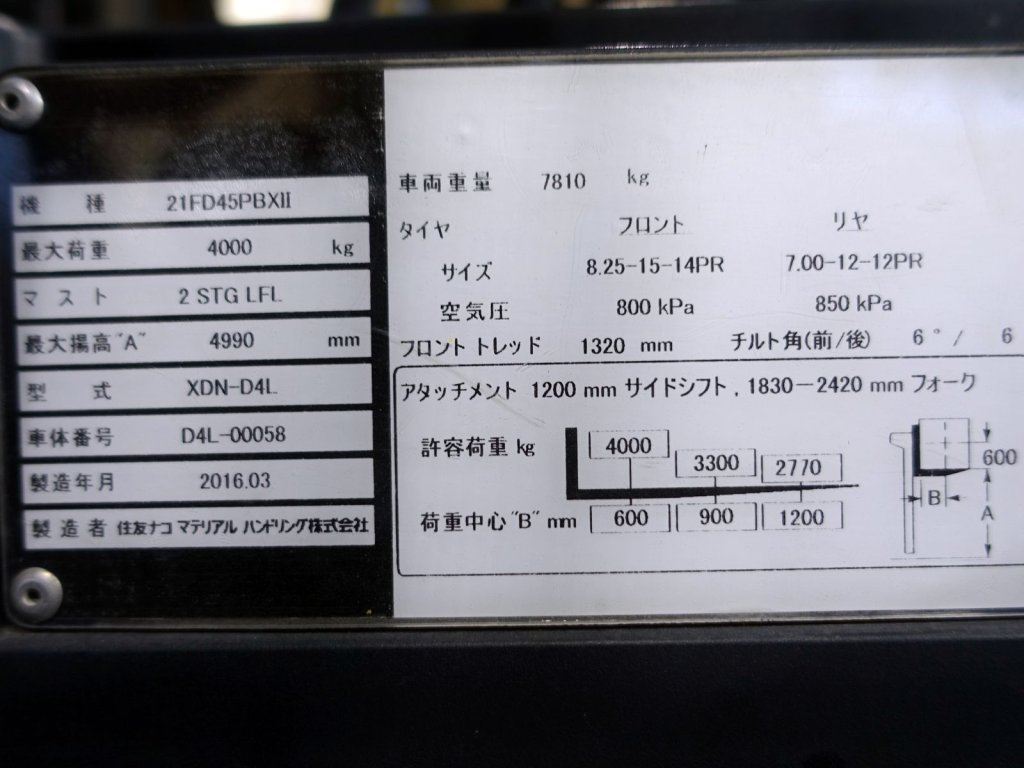 機種 21FD45PBXII
最大荷重 4000 kg
マスト 2 STG LFL
最大揚高"A" 4990 mm
型式 XDN-D4L
車体番号 D4L-00058
製造年月 2016.03
製造者 住友ナコ マテリアル ハンドリング株式会社
車両重量 7810 kg
タイヤ フロント リヤ
サイズ 8.25-15-14PR 7.00-12-12PR
空気圧 800 kPa 850 kPa
フロント トレッド 1320 mm チルト角(前/後) 6° / 6
アタッチメント 1200 mm サイドシフト, 1830-2420 mm フォーク
許容荷重 kg 4000 3300 2770
荷重中心"B" mm 600 900 1200
600
B
A